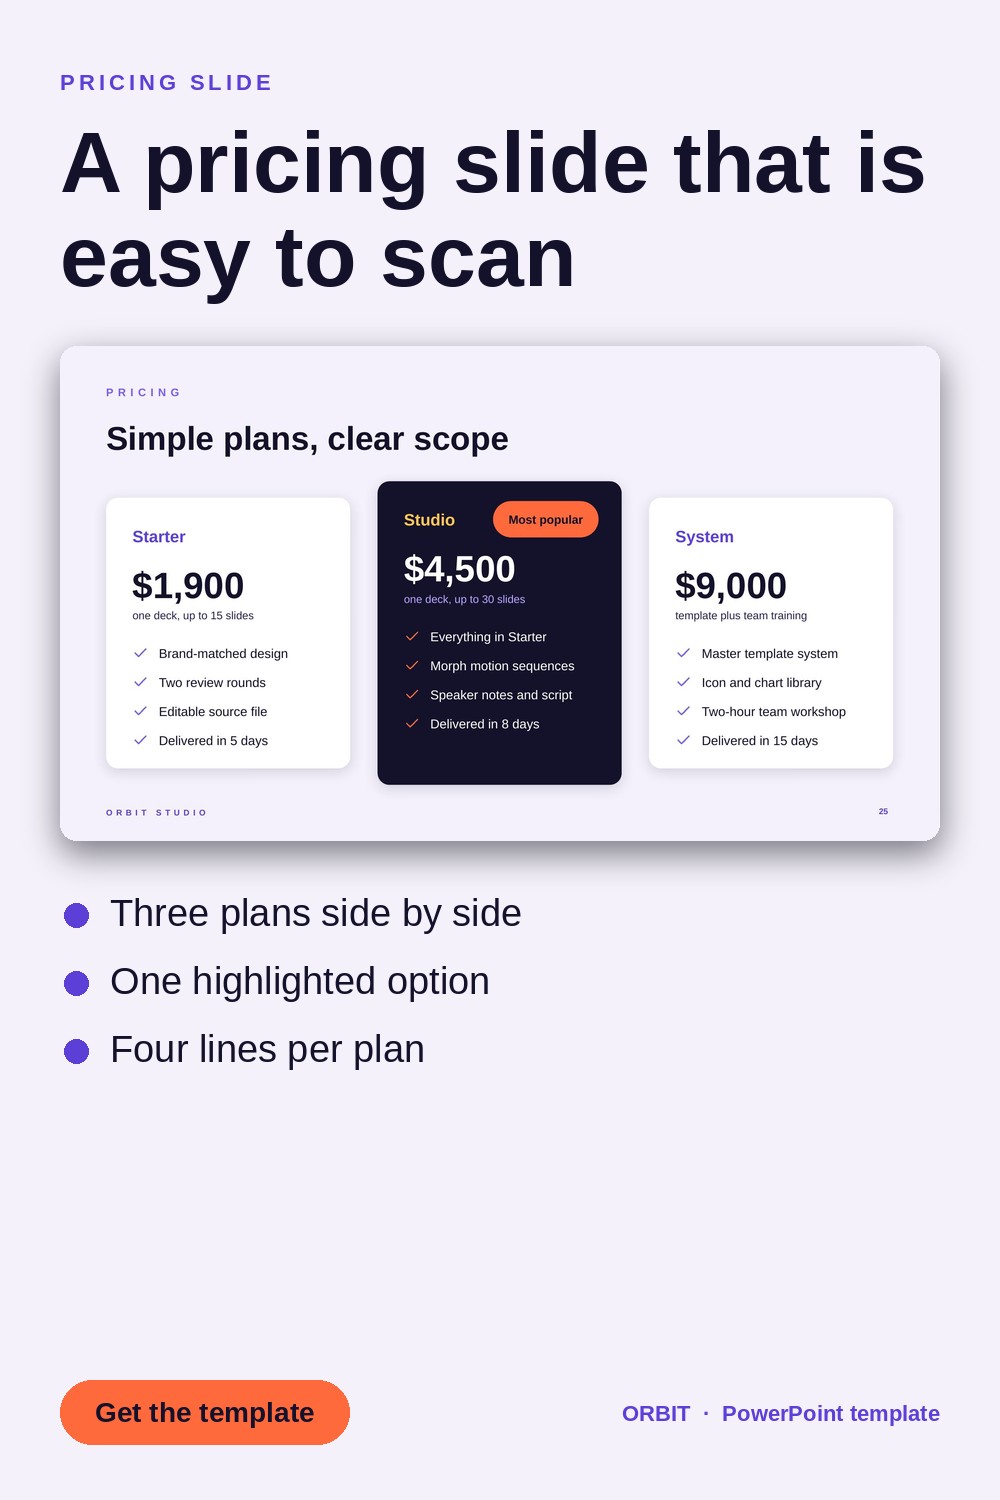 PRICING SLIDE
A pricing slide that is
easy to scan
PRICING
Simple plans, clear scope
Starter
$1,900
one deck, up to 15 slides
Brand-matched design
Two review rounds
Editable source file
Delivered in 5 days
Studio
Most popular
$4,500
one deck, up to 30 slides
Everything in Starter
Morph motion sequences
Speaker notes and script
Delivered in 8 days
System
$9,000
template plus team training
Master template system
Icon and chart library
Two-hour team workshop
Delivered in 15 days
ORBIT STUDIO
25
Three plans side by side
One highlighted option
Four lines per plan
Get the template
ORBIT · PowerPoint template